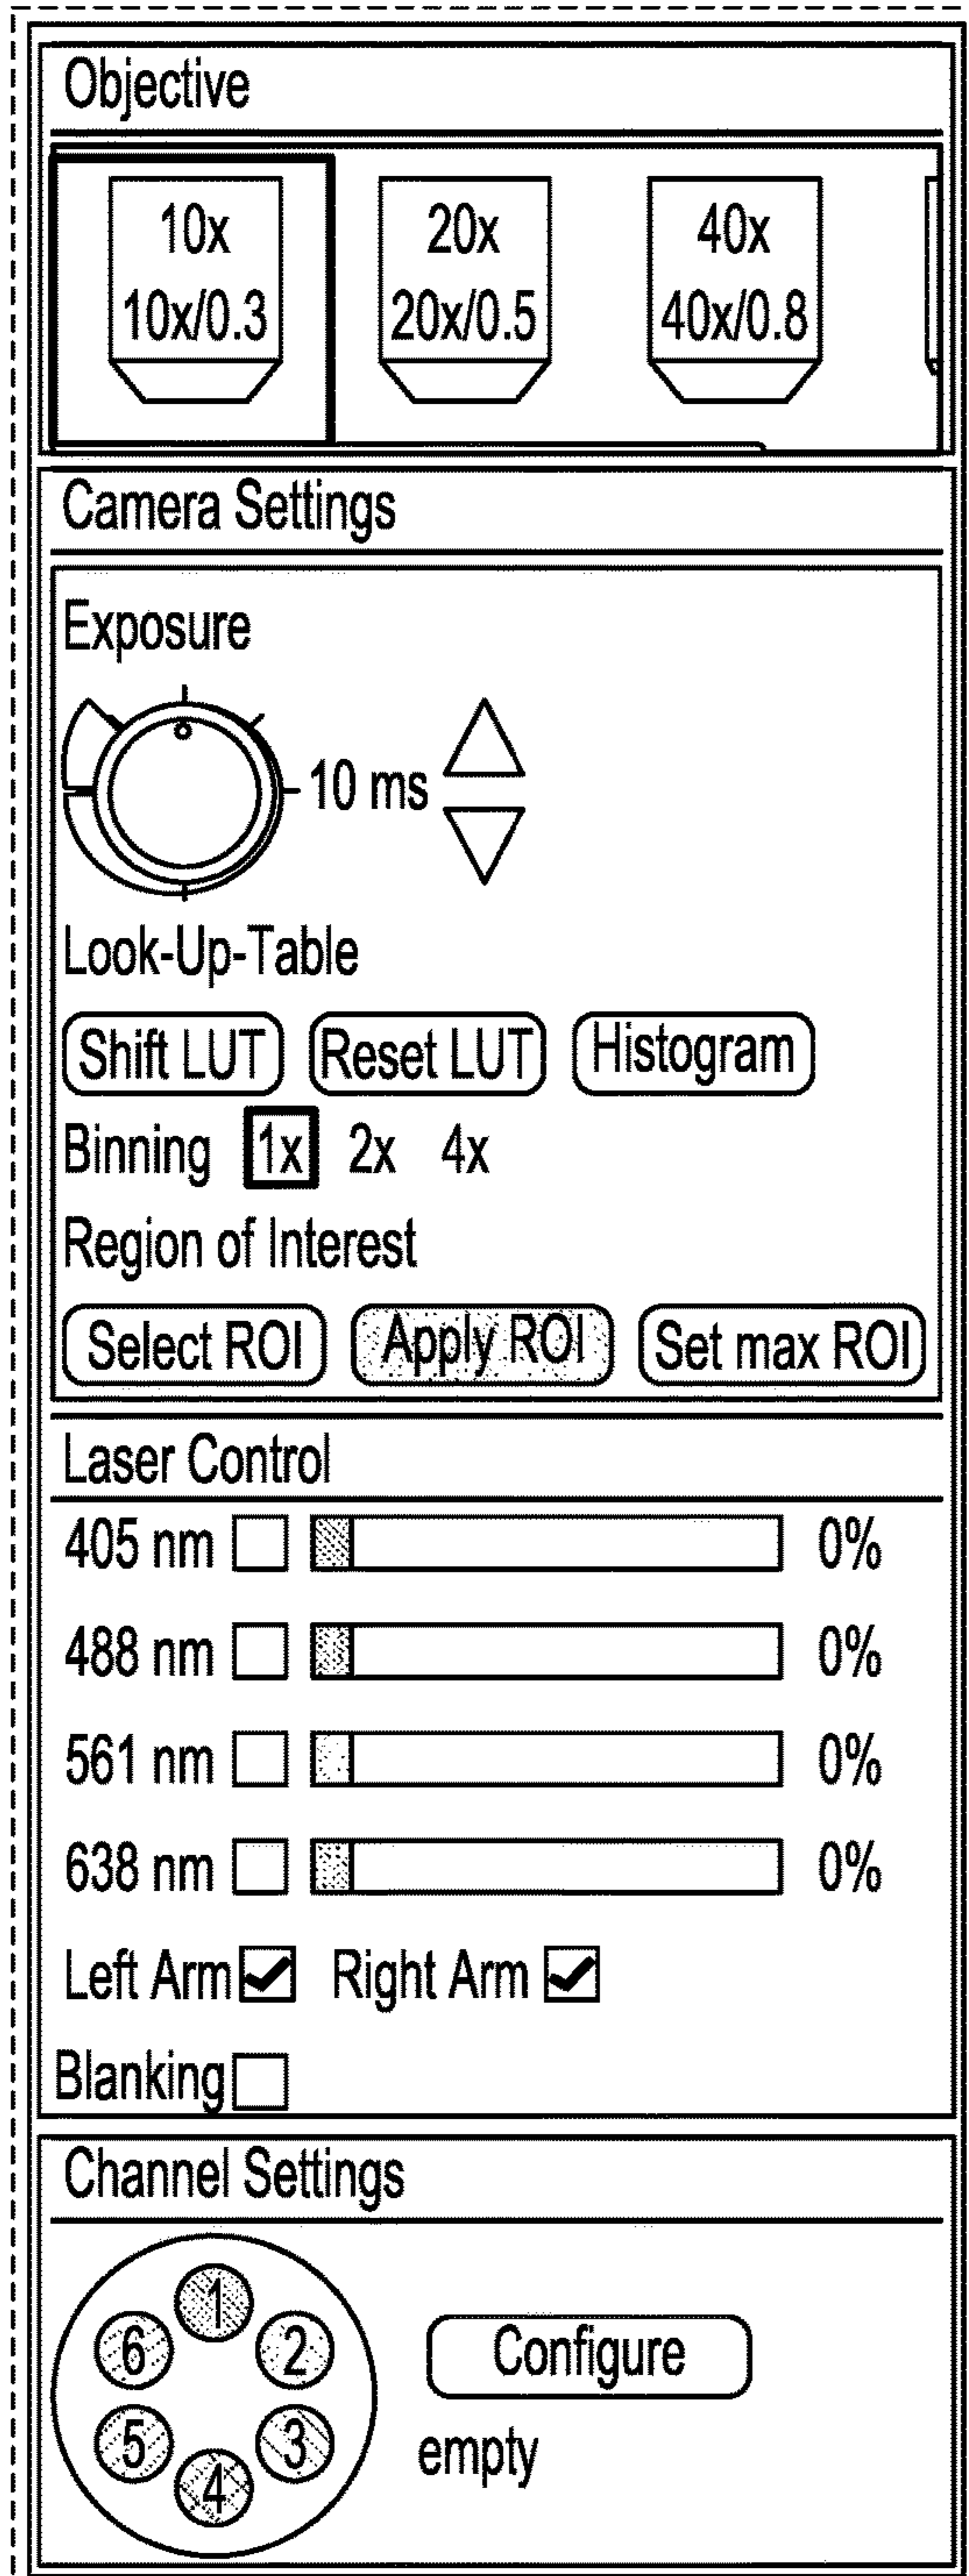 Objective
10x 20x 40x
10x/0.3 20x/0.5 40x/0.8
Camera Settings
Exposure
10 ms
Look-Up-Table
Shift LUT Reset LUT Histogram
Binning 1x 2x 4x
Region of Interest
Select ROI Apply ROI Set max ROI
Laser Control
405 nm 0%
488 nm 0%
561 nm 0%
638 nm 0%
Left Arm Right Arm
Blanking
Channel Settings
1
6 2
Configure
5 3
empty
4